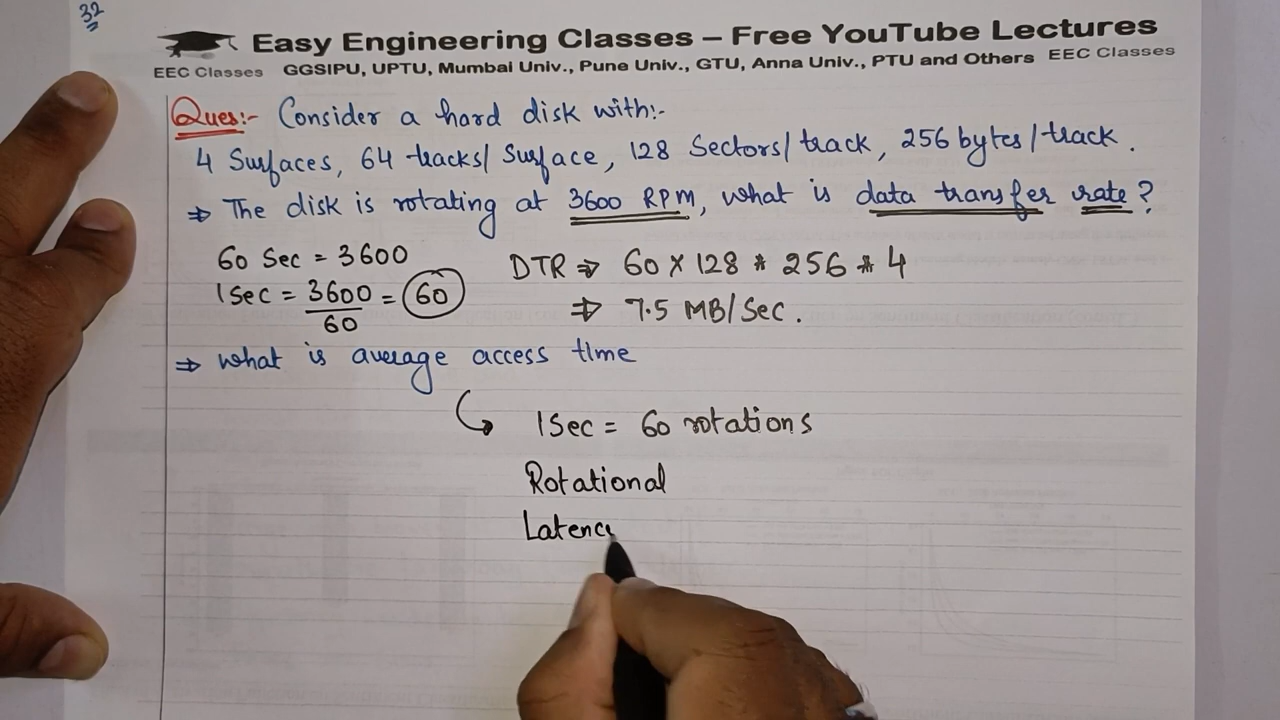 32
Easy Engineering Classes – Free YouTube Lectures
EEC Classes GGSIPU, UPTU, Mumbai Univ., Pune Univ., GTU, Anna Univ., PTU and Others EEC Classes
Ques:- Consider a hard disk with:-
4 Surfaces, 64 tracks/Surface, 128 Sectors/track, 256 bytes/track.
⇒ The disk is rotating at 3600 RPM, what is data transfer rate?
60 Sec = 3600
1 Sec = 3600/60 = 60
DTR ⇒ 60 × 128 * 256 * 4
⇒ 7.5 MB/Sec.
⇒ what is average access time
1 Sec = 60 rotations
Rotational
Latenc